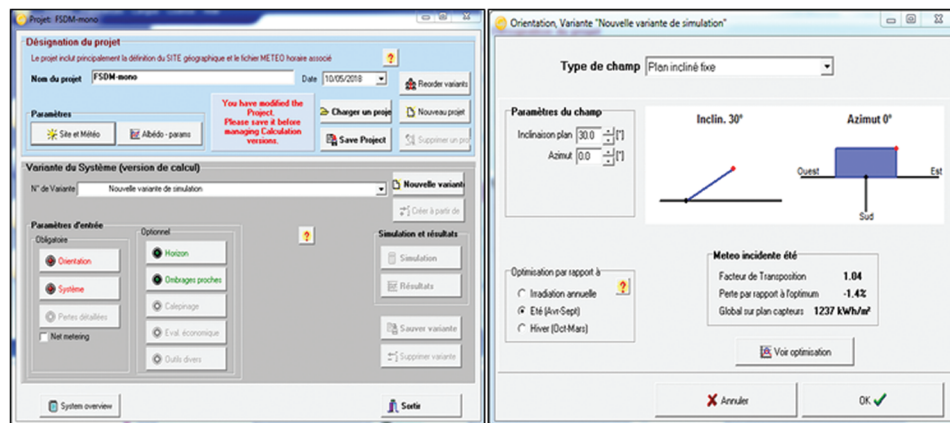 Projet: FSDM-mono
Désignation du projet
Le projet inclut principalement la définition du SITE géographique et le fichier METEO horaire associé
?
Nom du projet FSDM-mono Date 10/05/2018
Reorder variants
Paramètres
Site et Météo
Albédo - params
You have modified the
Project.
Please save it before
managing Calculation
versions.
Charger un proje
Nouveau projet
Save Project
Supprimer un pro
Variante du Système (version de calcul)
N° de Variante Nouvelle variante de simulation
Nouvelle variant
Créer à partir de
Paramètres d'entrée
Obligatoire
Orientation
Système
Pertes détaillées
Net metering
Optionnel
Horizon
Ombrages proches
Calepinage
Eval. économique
Outils divers
?
Simulation et résultats
Simulation
Résultats
Sauver variante
Supprimer variante
System overview
Sortir
Orientation, Variante "Nouvelle variante de simulation"
Type de champ Plan incliné fixe
Paramètres du champ
Inclinaison plan 30.0 [°]
Azimut 0.0 [°]
Inclin. 30°
Azimut 0°
Ouest
Est
Sud
Optimisation par rapport à
?
Irradiation annuelle
Eté (Avr-Sept)
Hiver (Oct-Mars)
Meteo incidente été
Facteur de Transposition 1.04
Perte par rapport à l'optimum -1.4%
Global sur plan capteurs 1237 kWh/m²
Voir optimisation
Annuler
OK